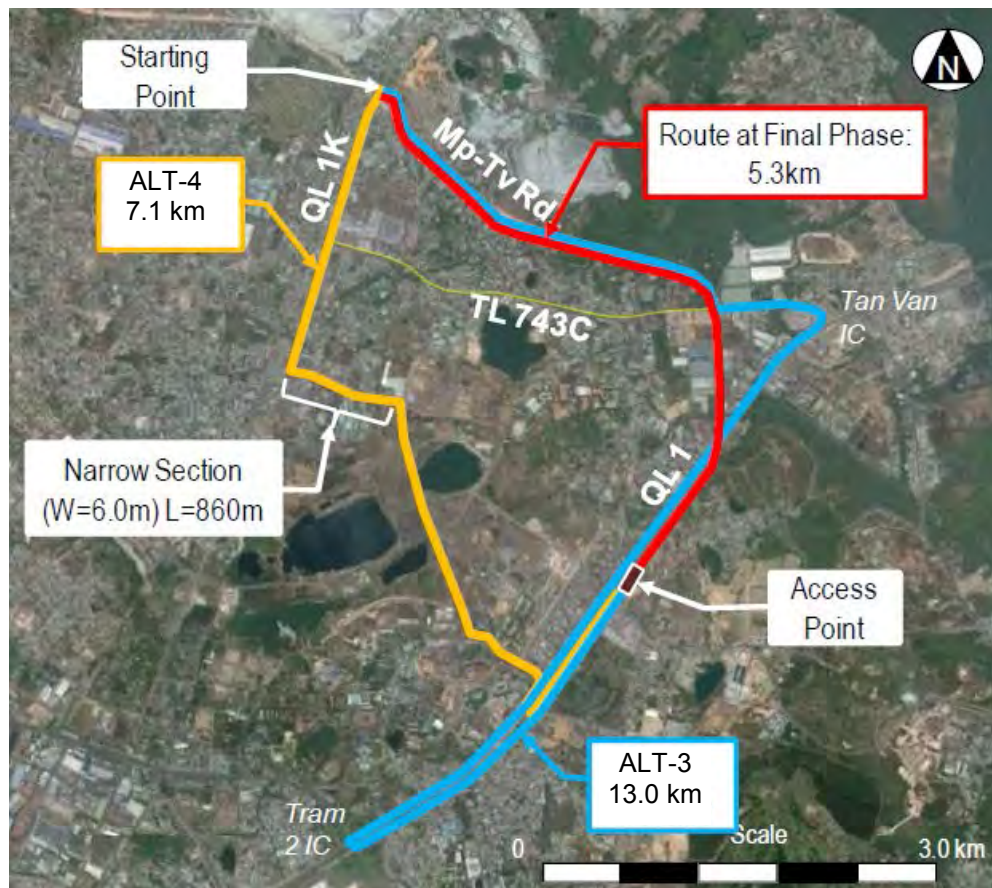 N
Starting
Point
Mp-Tv Rd.
Route at Final Phase:
5.3km
QL 1K
ALT-4
7.1 km
TL 743C
Tan Van
IC
Narrow Section
(W=6.0m) L=860m
QL 1
Access
Point
ALT-3
13.0 km
Tram
2 IC
Scale
0
3.0 km